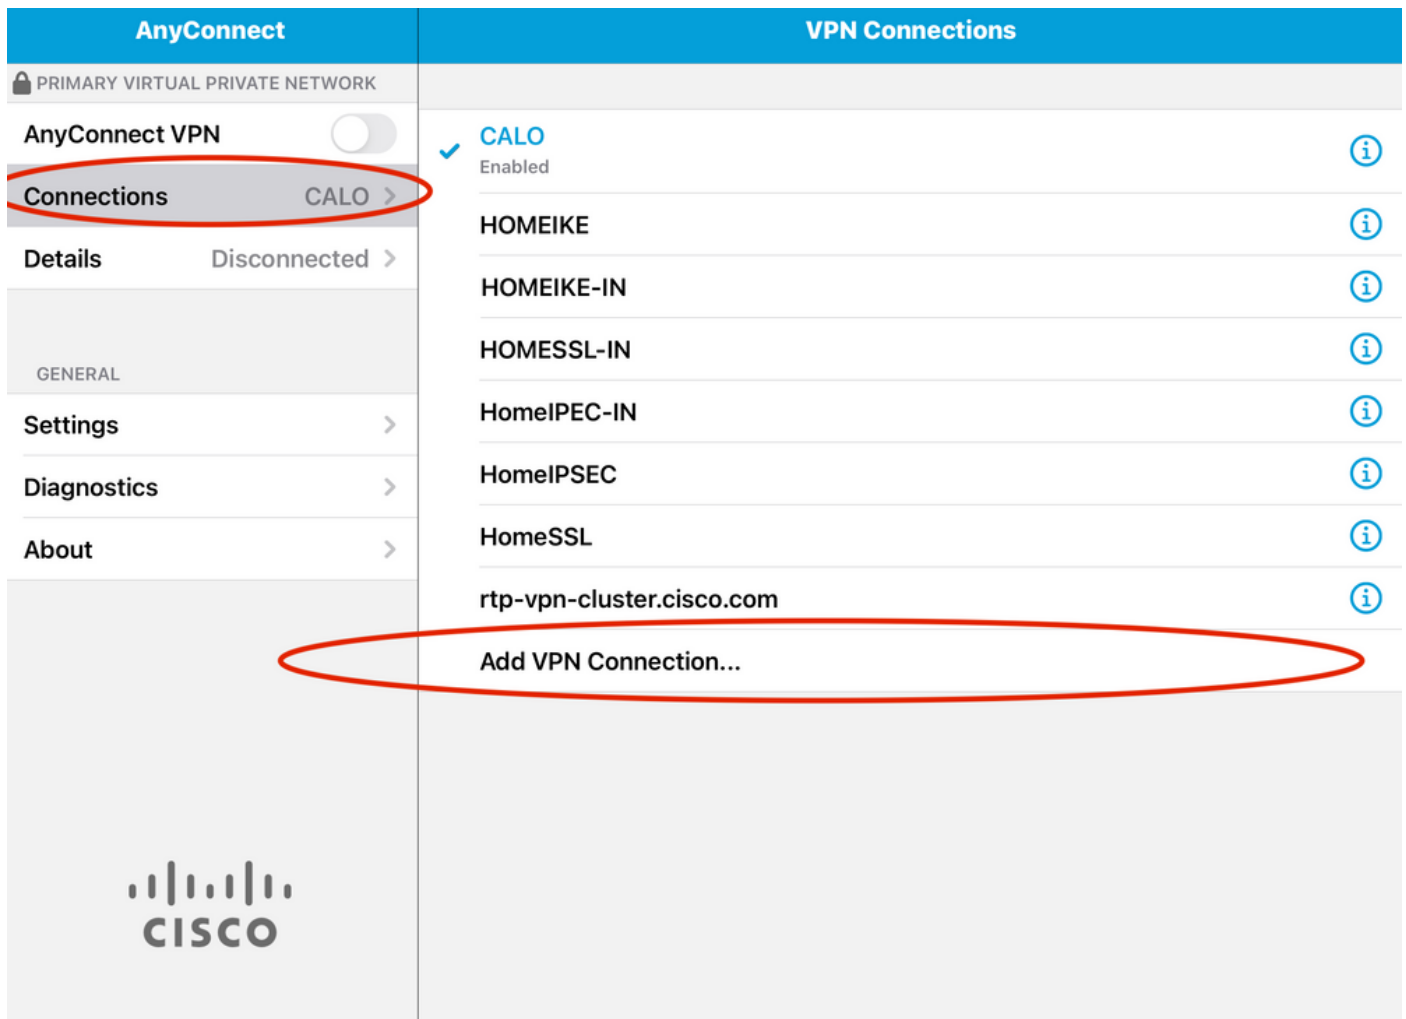 AnyConnect
PRIMARY VIRTUAL PRIVATE NETWORK
AnyConnect VPN
Connections CALO
Details Disconnected
GENERAL
Settings
Diagnostics
About
CISCO
VPN Connections
CALO
Enabled
HOMEIKE
HOMEIKE-IN
HOMESSL-IN
HomeIPEC-IN
HomeIPSEC
HomeSSL
rtp-vpn-cluster.cisco.com
Add VPN Connection...